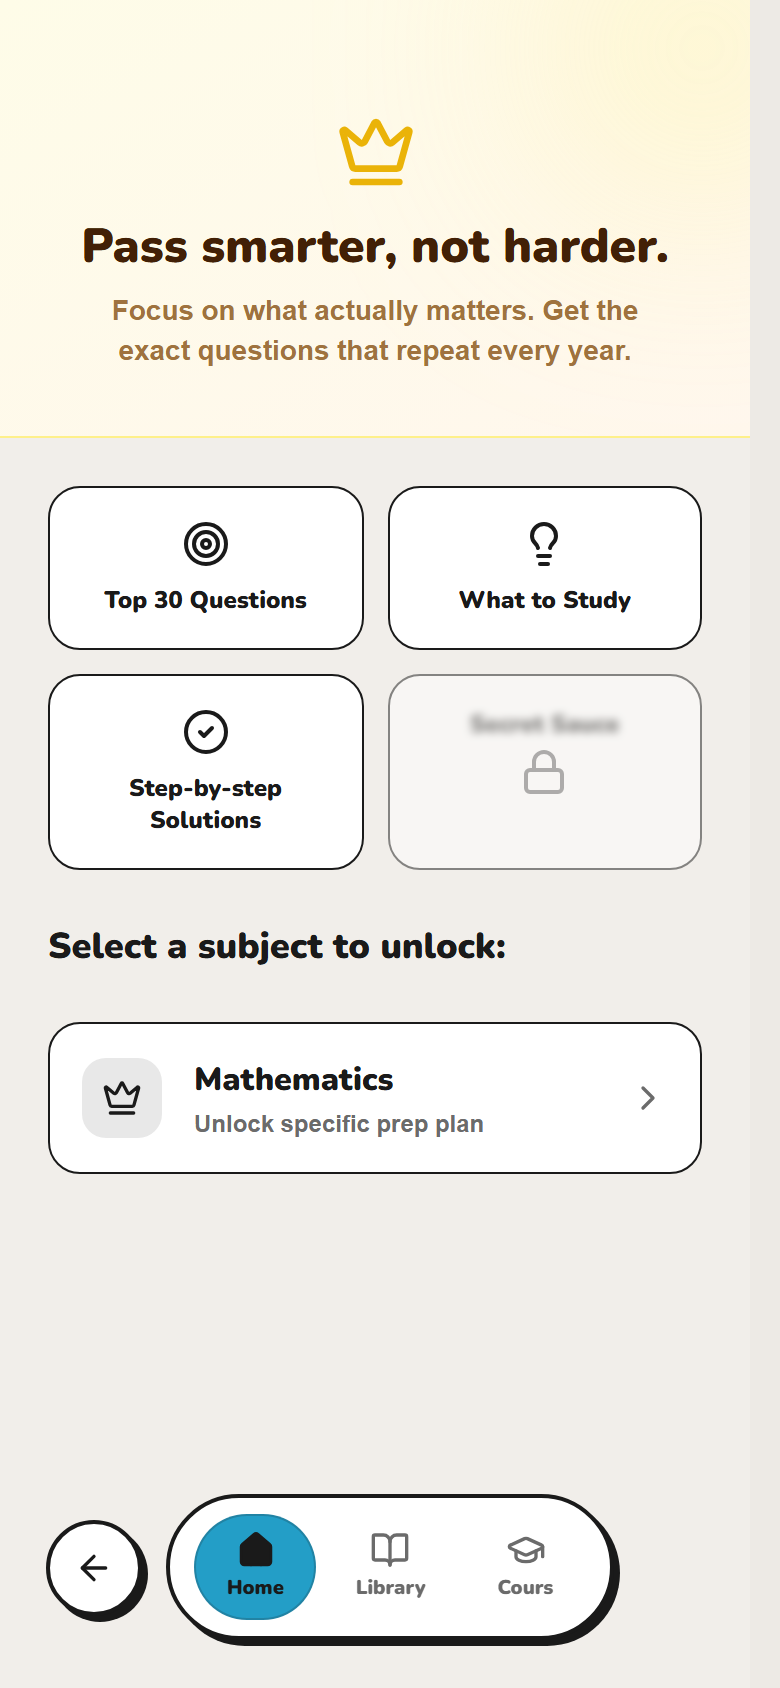 Pass smarter, not harder.
Focus on what actually matters. Get the
exact questions that repeat every year.
Top 30 Questions
What to Study
Step-by-step
Solutions
Secret Sauce
Select a subject to unlock:
Mathematics
Unlock specific prep plan
Home
Library
Cours